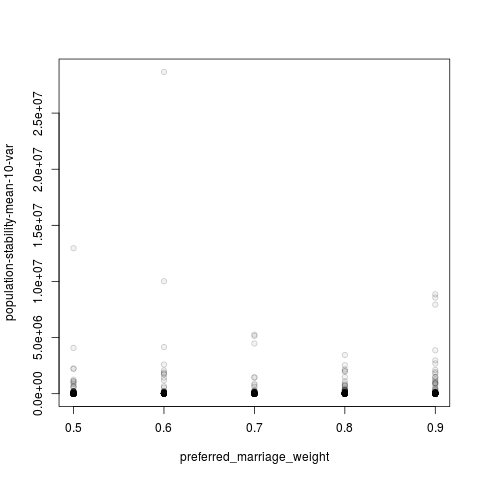 population-stability-mean-10-var
2.5e+07
2.0e+07
1.5e+07
1.0e+07
5.0e+06
0.0e+00
0.5 0.6 0.7 0.8 0.9
preferred_marriage_weight